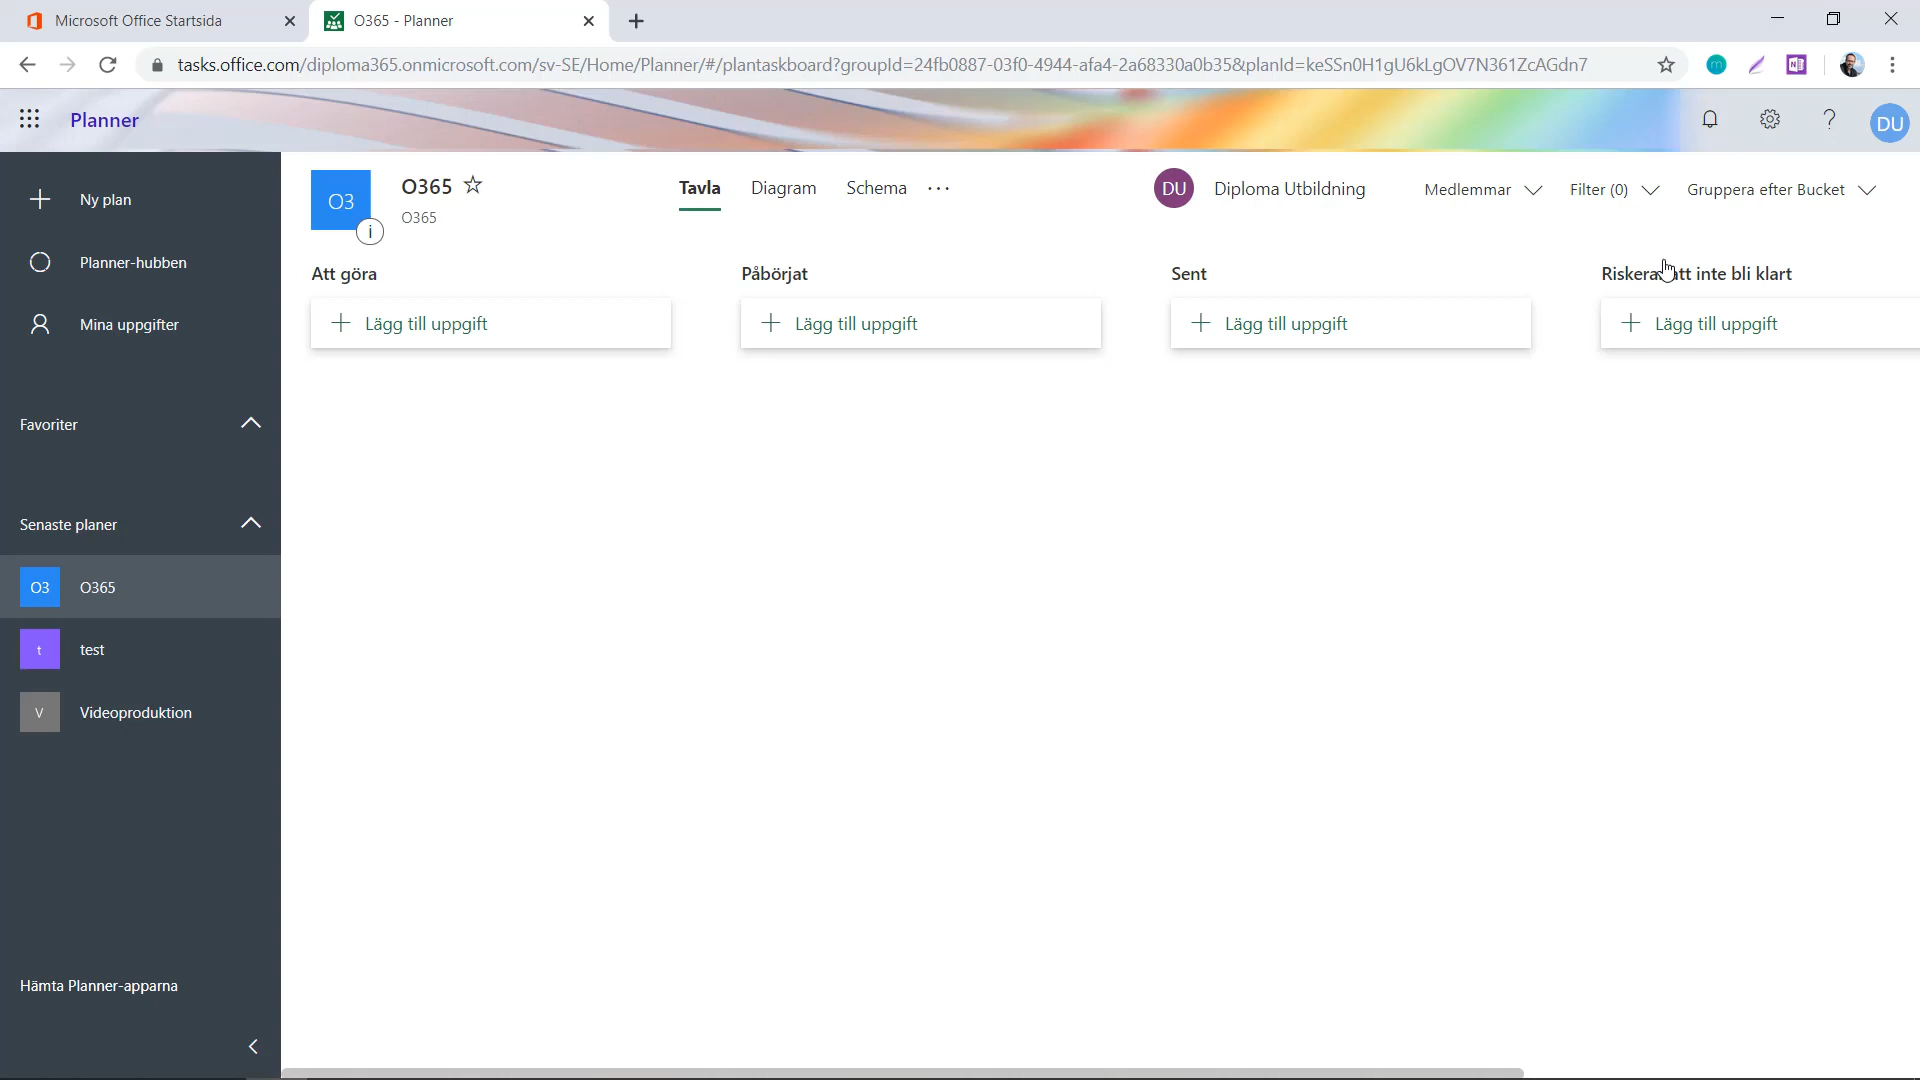 Microsoft Office Startsida
O365 - Planner
tasks.office.com/diploma365.onmicrosoft.com/sv-SE/Home/Planner/#/plantaskboard?groupId=24fb0887-03f0-4944-afa4-2a68330a0b35&planId=keSSn0H1gU6kLgOV7N361ZcAGdn7
Planner
DU
Ny plan
Planner-hubben
Mina uppgifter
Favoriter
Senaste planer
O3 O365
t test
V Videoproduktion
Hämta Planner-apparna
O3
i
O365
O365
Tavla Diagram Schema ...
DU Diploma Utbildning
Medlemmar Filter (0) Gruppera efter Bucket
Att göra Påbörjat Sent att inte bli klart
Lägg till uppgift Lägg till uppgift Lägg till uppgift Lägg till uppgift